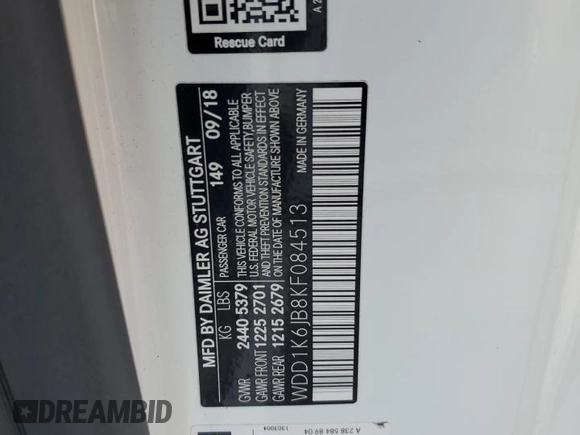 Rescue Card
A 2
MFD BY DAIMLER AG STUTTGART
149 09/18
PASSENGER CAR
KG LBS
GVWR 2440 5379
GAWR FRONT 1225 2701
GAWR REAR 1215 2679
THIS VEHICLE CONFORMS TO ALL APPLICABLE
U.S. FEDERAL MOTOR VEHICLE SAFETY, BUMPER
AND THEFT PREVENTION STANDARDS IN EFFECT
ON THE DATE OF MANUFACTURE SHOWN ABOVE
MADE IN GERMANY
WDD1K6JB8KF084513
A 238 584 89 04
1303004
DREAMBID